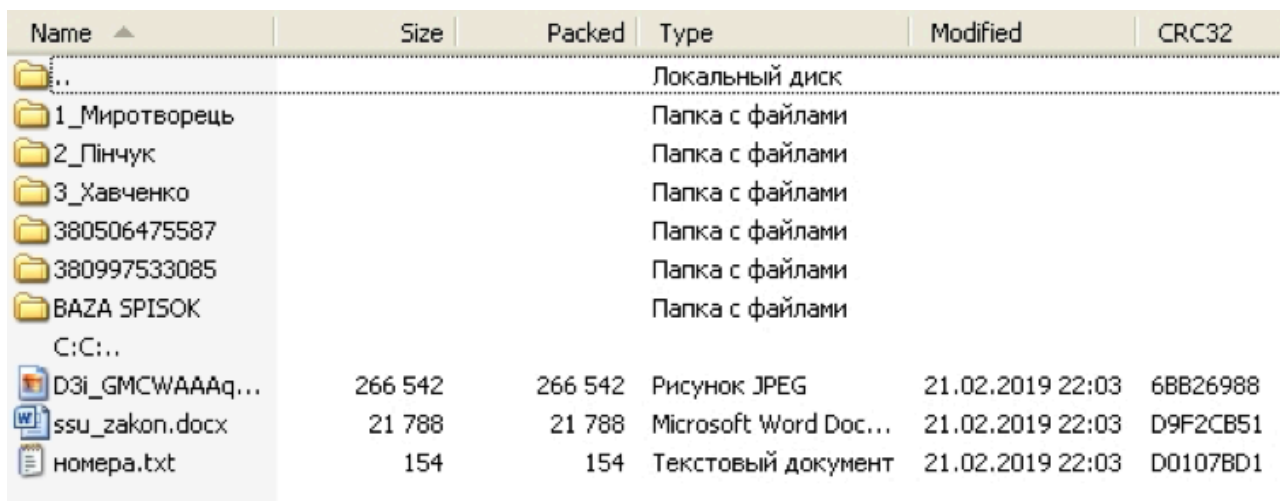 Name Size Packed Type Modified CRC32
.. Локальный диск
1_Миротворець Папка с файлами
2_Пінчук Папка с файлами
3_Хавченко Папка с файлами
380506475587 Папка с файлами
380997533085 Папка с файлами
BAZA SPISOK Папка с файлами
C:C:..
D3i_GMCWAAAq... 266 542 266 542 Рисунок JPEG 21.02.2019 22:03 6BB26988
ssu_zakon.docx 21 788 21 788 Microsoft Word Doc... 21.02.2019 22:03 D9F2CB51
номера.txt 154 154 Текстовый документ 21.02.2019 22:03 D0107BD1